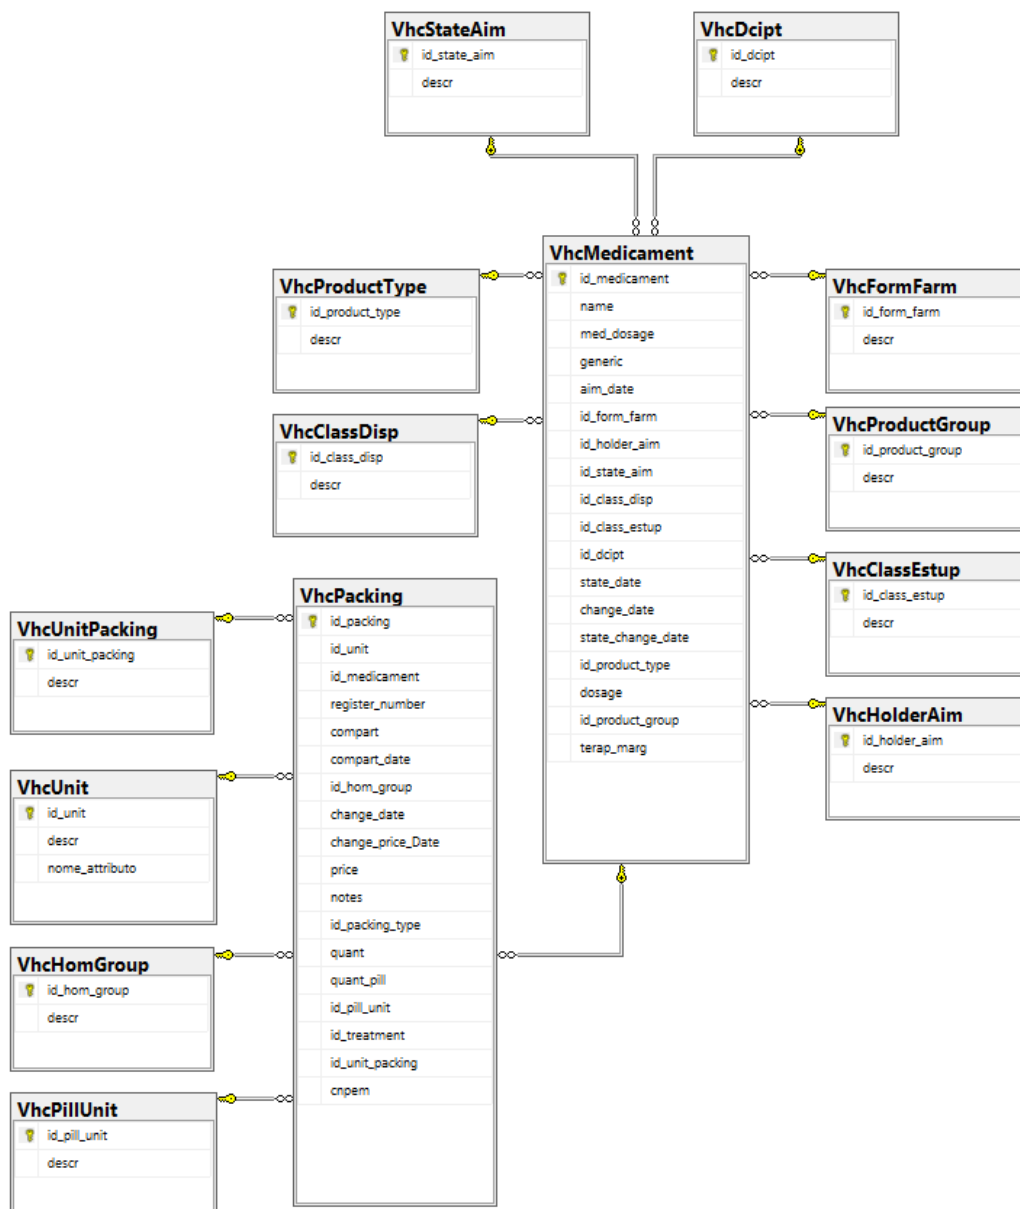 VhcStateAim
id_state_aim
descr
VhcDcipt
id_dcipt
descr
VhcProductType
id_product_type
descr
VhcClassDisp
id_class_disp
descr
VhcMedicament
id_medicament
name
med_dosage
generic
aim_date
id_form_farm
id_holder_aim
id_state_aim
id_class_disp
id_class_estup
id_dcipt
state_date
change_date
state_change_date
id_product_type
dosage
id_product_group
terap_marg
VhcFormFarm
id_form_farm
descr
VhcProductGroup
id_product_group
descr
VhcClassEstup
id_class_estup
descr
VhcHolderAim
id_holder_aim
descr
VhcUnitPacking
id_unit_packing
descr
VhcUnit
id_unit
descr
nome_attributo
VhcHomGroup
id_hom_group
descr
VhcPillUnit
id_pill_unit
descr
VhcPacking
id_packing
id_unit
id_medicament
register_number
compart
compart_date
id_hom_group
change_date
change_price_Date
price
notes
id_packing_type
quant
quant_pill
id_pill_unit
id_treatment
id_unit_packing
cnpem